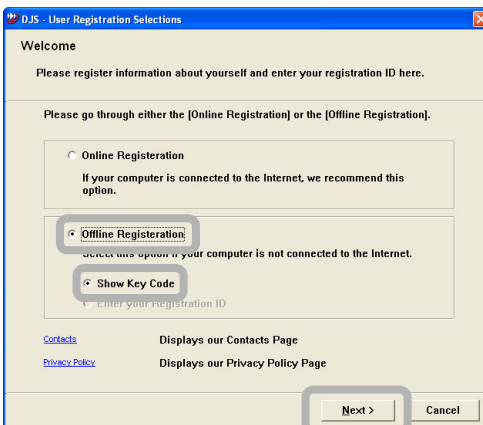 DJS - User Registration Selections
Welcome
Please register information about yourself and enter your registration ID here.
Please go through either the [Online Registration] or the [Offline Registration].
Online Registeration
If your computer is connected to the Internet, we recommend this
option.
Offline Registeration
Select this option if your computer is not connected to the Internet.
Show Key Code
Enter your Registration ID
Contacts Displays our Contacts Page
Privacy Policy Displays our Privacy Policy Page
Next > Cancel